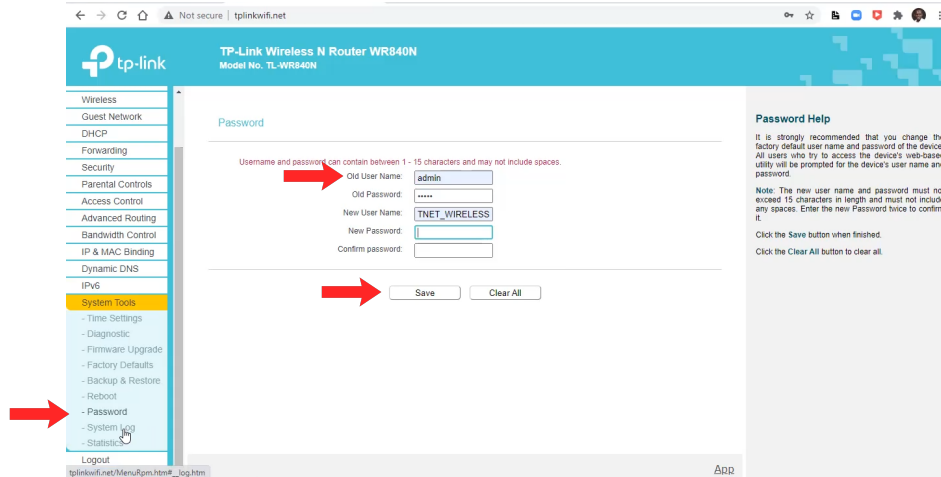 Not secure | tplinkwifi.net
tp-link
TP-Link Wireless N Router WR840N
Model No. TL-WR840N
Wireless
Guest Network
DHCP
Forwarding
Security
Parental Controls
Access Control
Advanced Routing
Bandwidth Control
IP & MAC Binding
Dynamic DNS
IPv6
System Tools
- Time Settings
- Diagnostic
- Firmware Upgrade
- Factory Defaults
- Backup & Restore
- Reboot
- Password
- System Log
- Statistics
Logout
tplinkwifi.net/MenuRpm.htm#__log.htm
Password
Username and password can contain between 1 - 15 characters and may not include spaces.
Old User Name: admin
Old Password: •••••
New User Name: TNET_WIRELESS
New Password:
Confirm password:
Save Clear All
App
Password Help
It is strongly recommended that you change the
factory default user name and password of the device.
All users who try to access the device's web-based
utility will be prompted for the device's user name and
password.
Note: The new user name and password must not
exceed 15 characters in length and must not include
any spaces. Enter the new Password twice to confirm
it.
Click the Save button when finished.
Click the Clear All button to clear all.